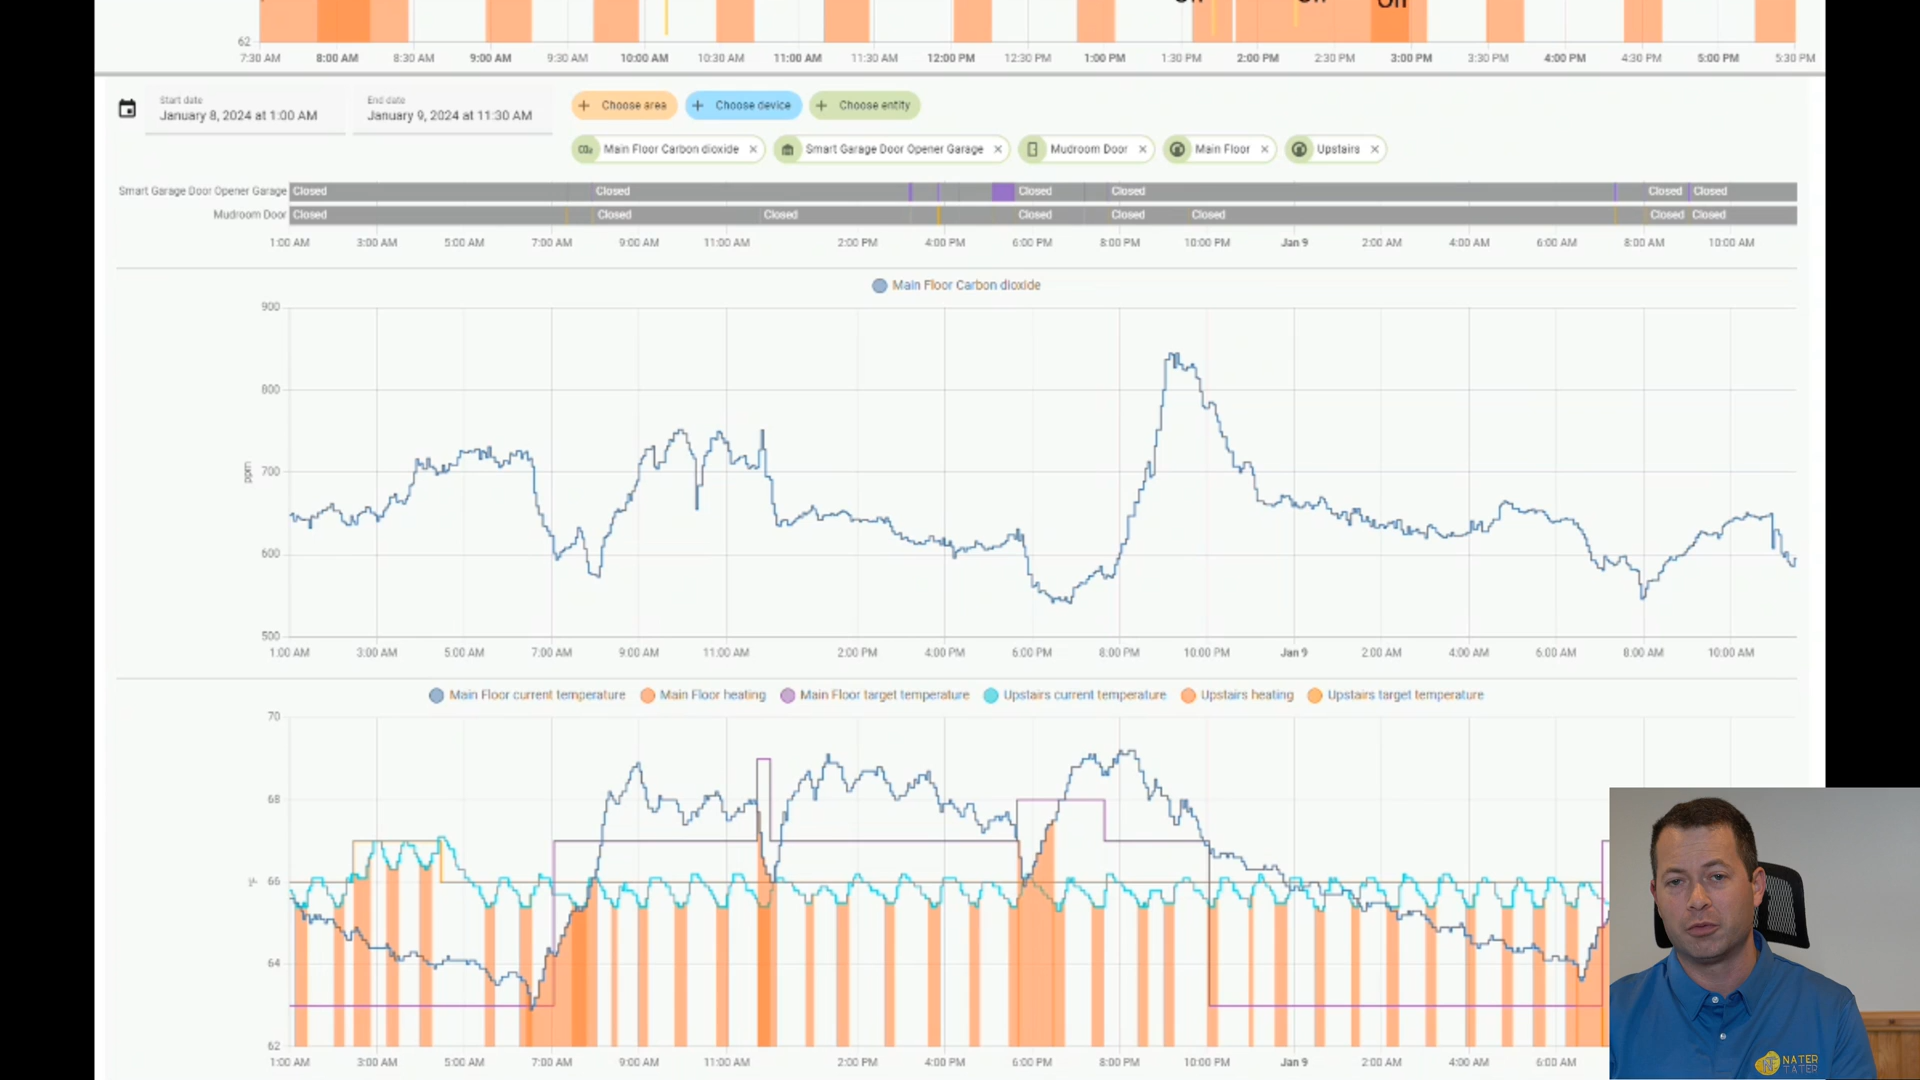 On On On
62
7:30 AM 8:00 AM 8:30 AM 9:00 AM 9:30 AM 10:00 AM 10:30 AM 11:00 AM 11:30 AM 12:00 PM 12:30 PM 1:00 PM 1:30 PM 2:00 PM 2:30 PM 3:00 PM 3:30 PM 4:00 PM 4:30 PM 5:00 PM 5:30 PM
Start date
January 8, 2024 at 1:00 AM
End date
January 9, 2024 at 11:30 AM
+ Choose area + Choose device + Choose entity
CO₂ Main Floor Carbon dioxide × Smart Garage Door Opener Garage × Mudroom Door × Main Floor × Upstairs ×
Smart Garage Door Opener Garage Closed Closed Closed Closed Closed Closed
Mudroom Door Closed Closed Closed Closed Closed Closed Closed Closed
1:00 AM 3:00 AM 5:00 AM 7:00 AM 9:00 AM 11:00 AM 2:00 PM 4:00 PM 6:00 PM 8:00 PM 10:00 PM Jan 9 2:00 AM 4:00 AM 6:00 AM 8:00 AM 10:00 AM
Main Floor Carbon dioxide
900
800
ppm
700
600
500
1:00 AM 3:00 AM 5:00 AM 7:00 AM 9:00 AM 11:00 AM 2:00 PM 4:00 PM 6:00 PM 8:00 PM 10:00 PM Jan 9 2:00 AM 4:00 AM 6:00 AM 8:00 AM 10:00 AM
Main Floor current temperature Main Floor heating Main Floor target temperature Upstairs current temperature Upstairs heating Upstairs target temperature
70
68
°F
66
64
62
1:00 AM 3:00 AM 5:00 AM 7:00 AM 9:00 AM 11:00 AM 2:00 PM 4:00 PM 6:00 PM 8:00 PM 10:00 PM Jan 9 2:00 AM 4:00 AM 6:00 AM
NATER
TATER